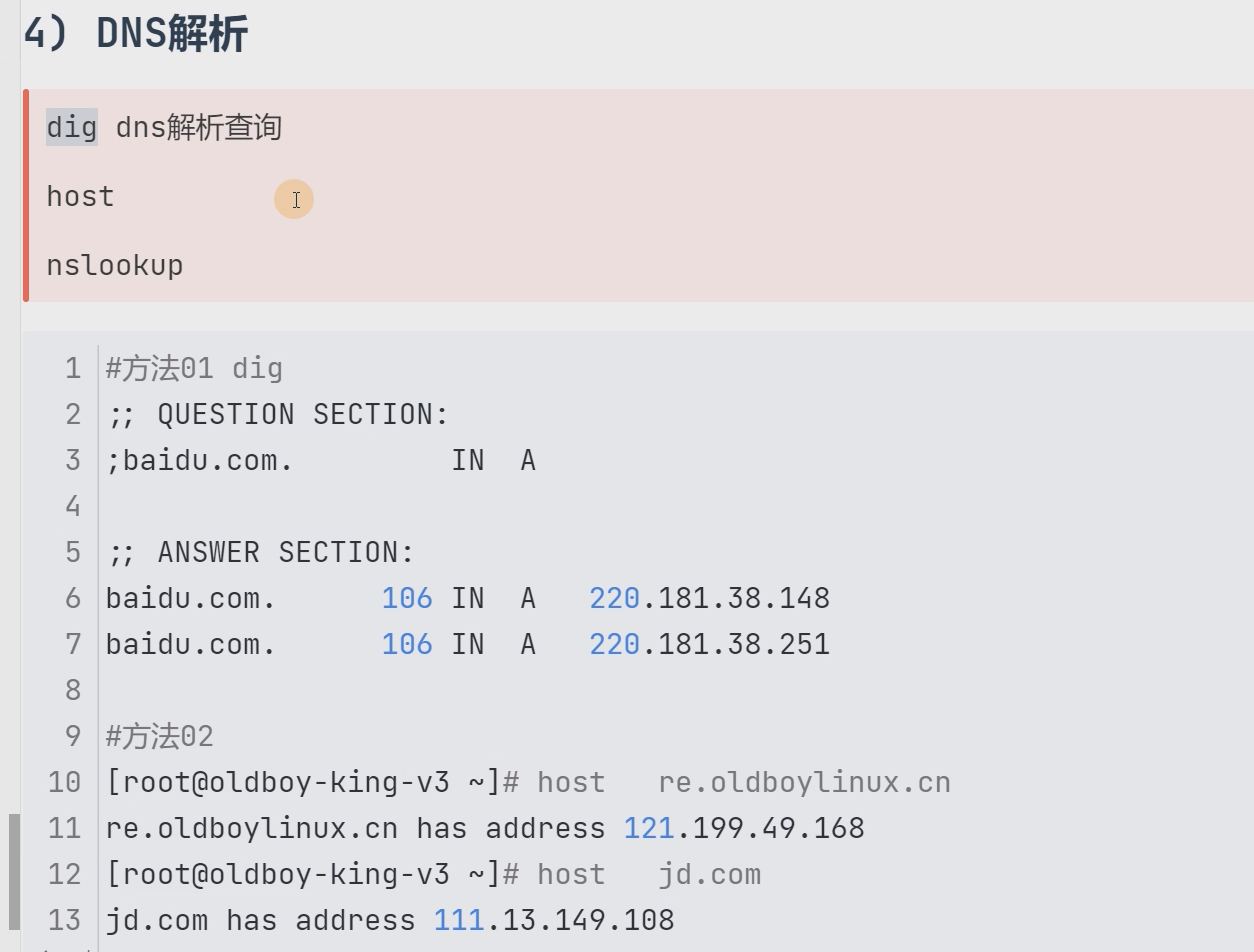 4) DNS解析
dig dns解析查询
host
nslookup
1 #方法01 dig
2 ;; QUESTION SECTION:
3 ;baidu.com. IN A
4
5 ;; ANSWER SECTION:
6 baidu.com. 106 IN A 220.181.38.148
7 baidu.com. 106 IN A 220.181.38.251
8
9 #方法02
10 [root@oldboy-king-v3 ~]# host re.oldboylinux.cn
11 re.oldboylinux.cn has address 121.199.49.168
12 [root@oldboy-king-v3 ~]# host jd.com
13 jd.com has address 111.13.149.108